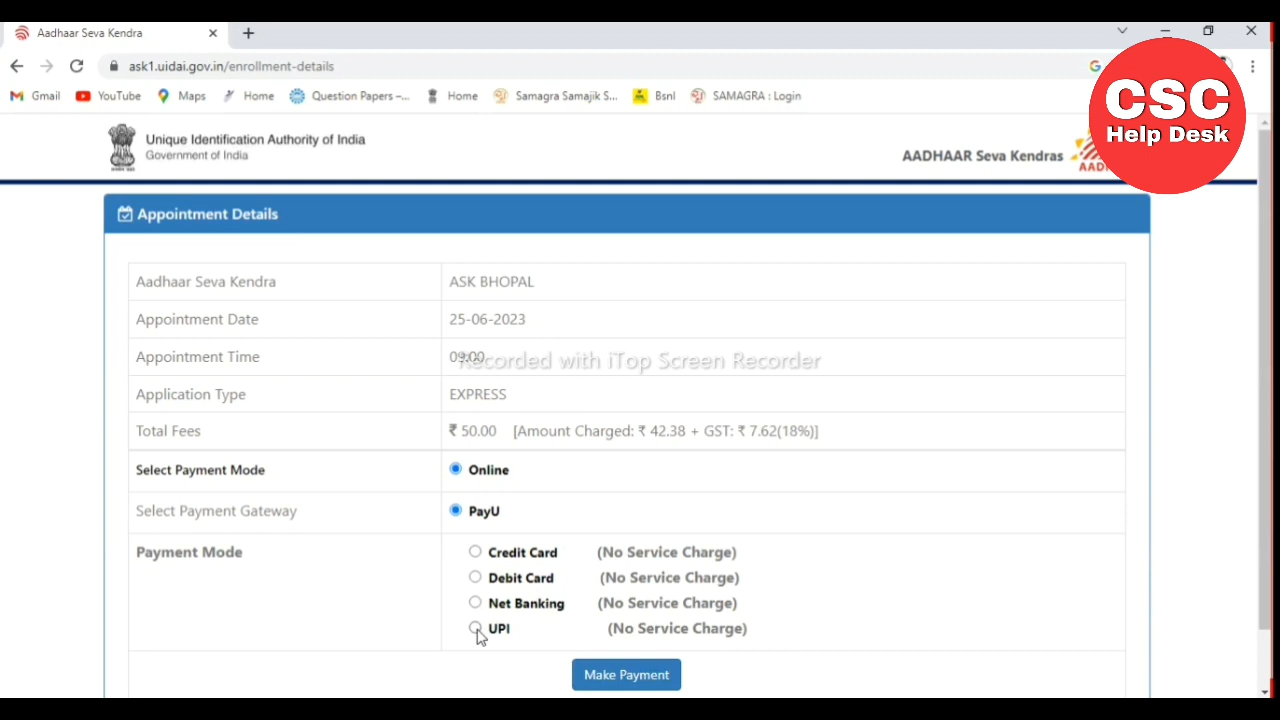 Aadhaar Seva Kendra
ask1.uidai.gov.in/enrollment-details
Gmail YouTube Maps Home Question Papers –... Home Samagra Samajik S... Bsnl SAMAGRA : Login
CSC
Help Desk
Unique Identification Authority of India
Government of India
AADHAAR Seva Kendras
Appointment Details
Aadhaar Seva Kendra ASK BHOPAL
Appointment Date 25-06-2023
Appointment Time 09:00
Recorded with iTop Screen Recorder
Application Type EXPRESS
Total Fees ₹ 50.00 [Amount Charged: ₹ 42.38 + GST: ₹ 7.62(18%)]
Select Payment Mode Online
Select Payment Gateway PayU
Payment Mode Credit Card (No Service Charge)
Debit Card (No Service Charge)
Net Banking (No Service Charge)
UPI (No Service Charge)
Make Payment